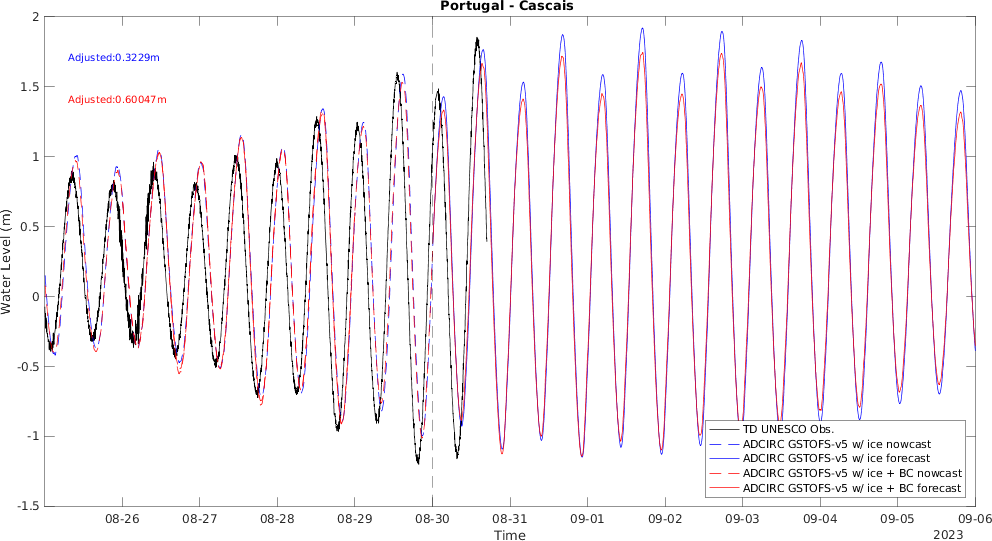 Portugal - Cascais
Adjusted:0.3229m
Adjusted:0.60047m
Water Level (m)
2
1.5
1
0.5
0
-0.5
-1
-1.5
TD UNESCO Obs.
ADCIRC GSTOFS-v5 w/ ice nowcast
ADCIRC GSTOFS-v5 w/ ice forecast
ADCIRC GSTOFS-v5 w/ ice + BC nowcast
ADCIRC GSTOFS-v5 w/ ice + BC forecast
08-26 08-27 08-28 08-29 08-30 08-31 09-01 09-02 09-03 09-04 09-05 09-06
Time
2023